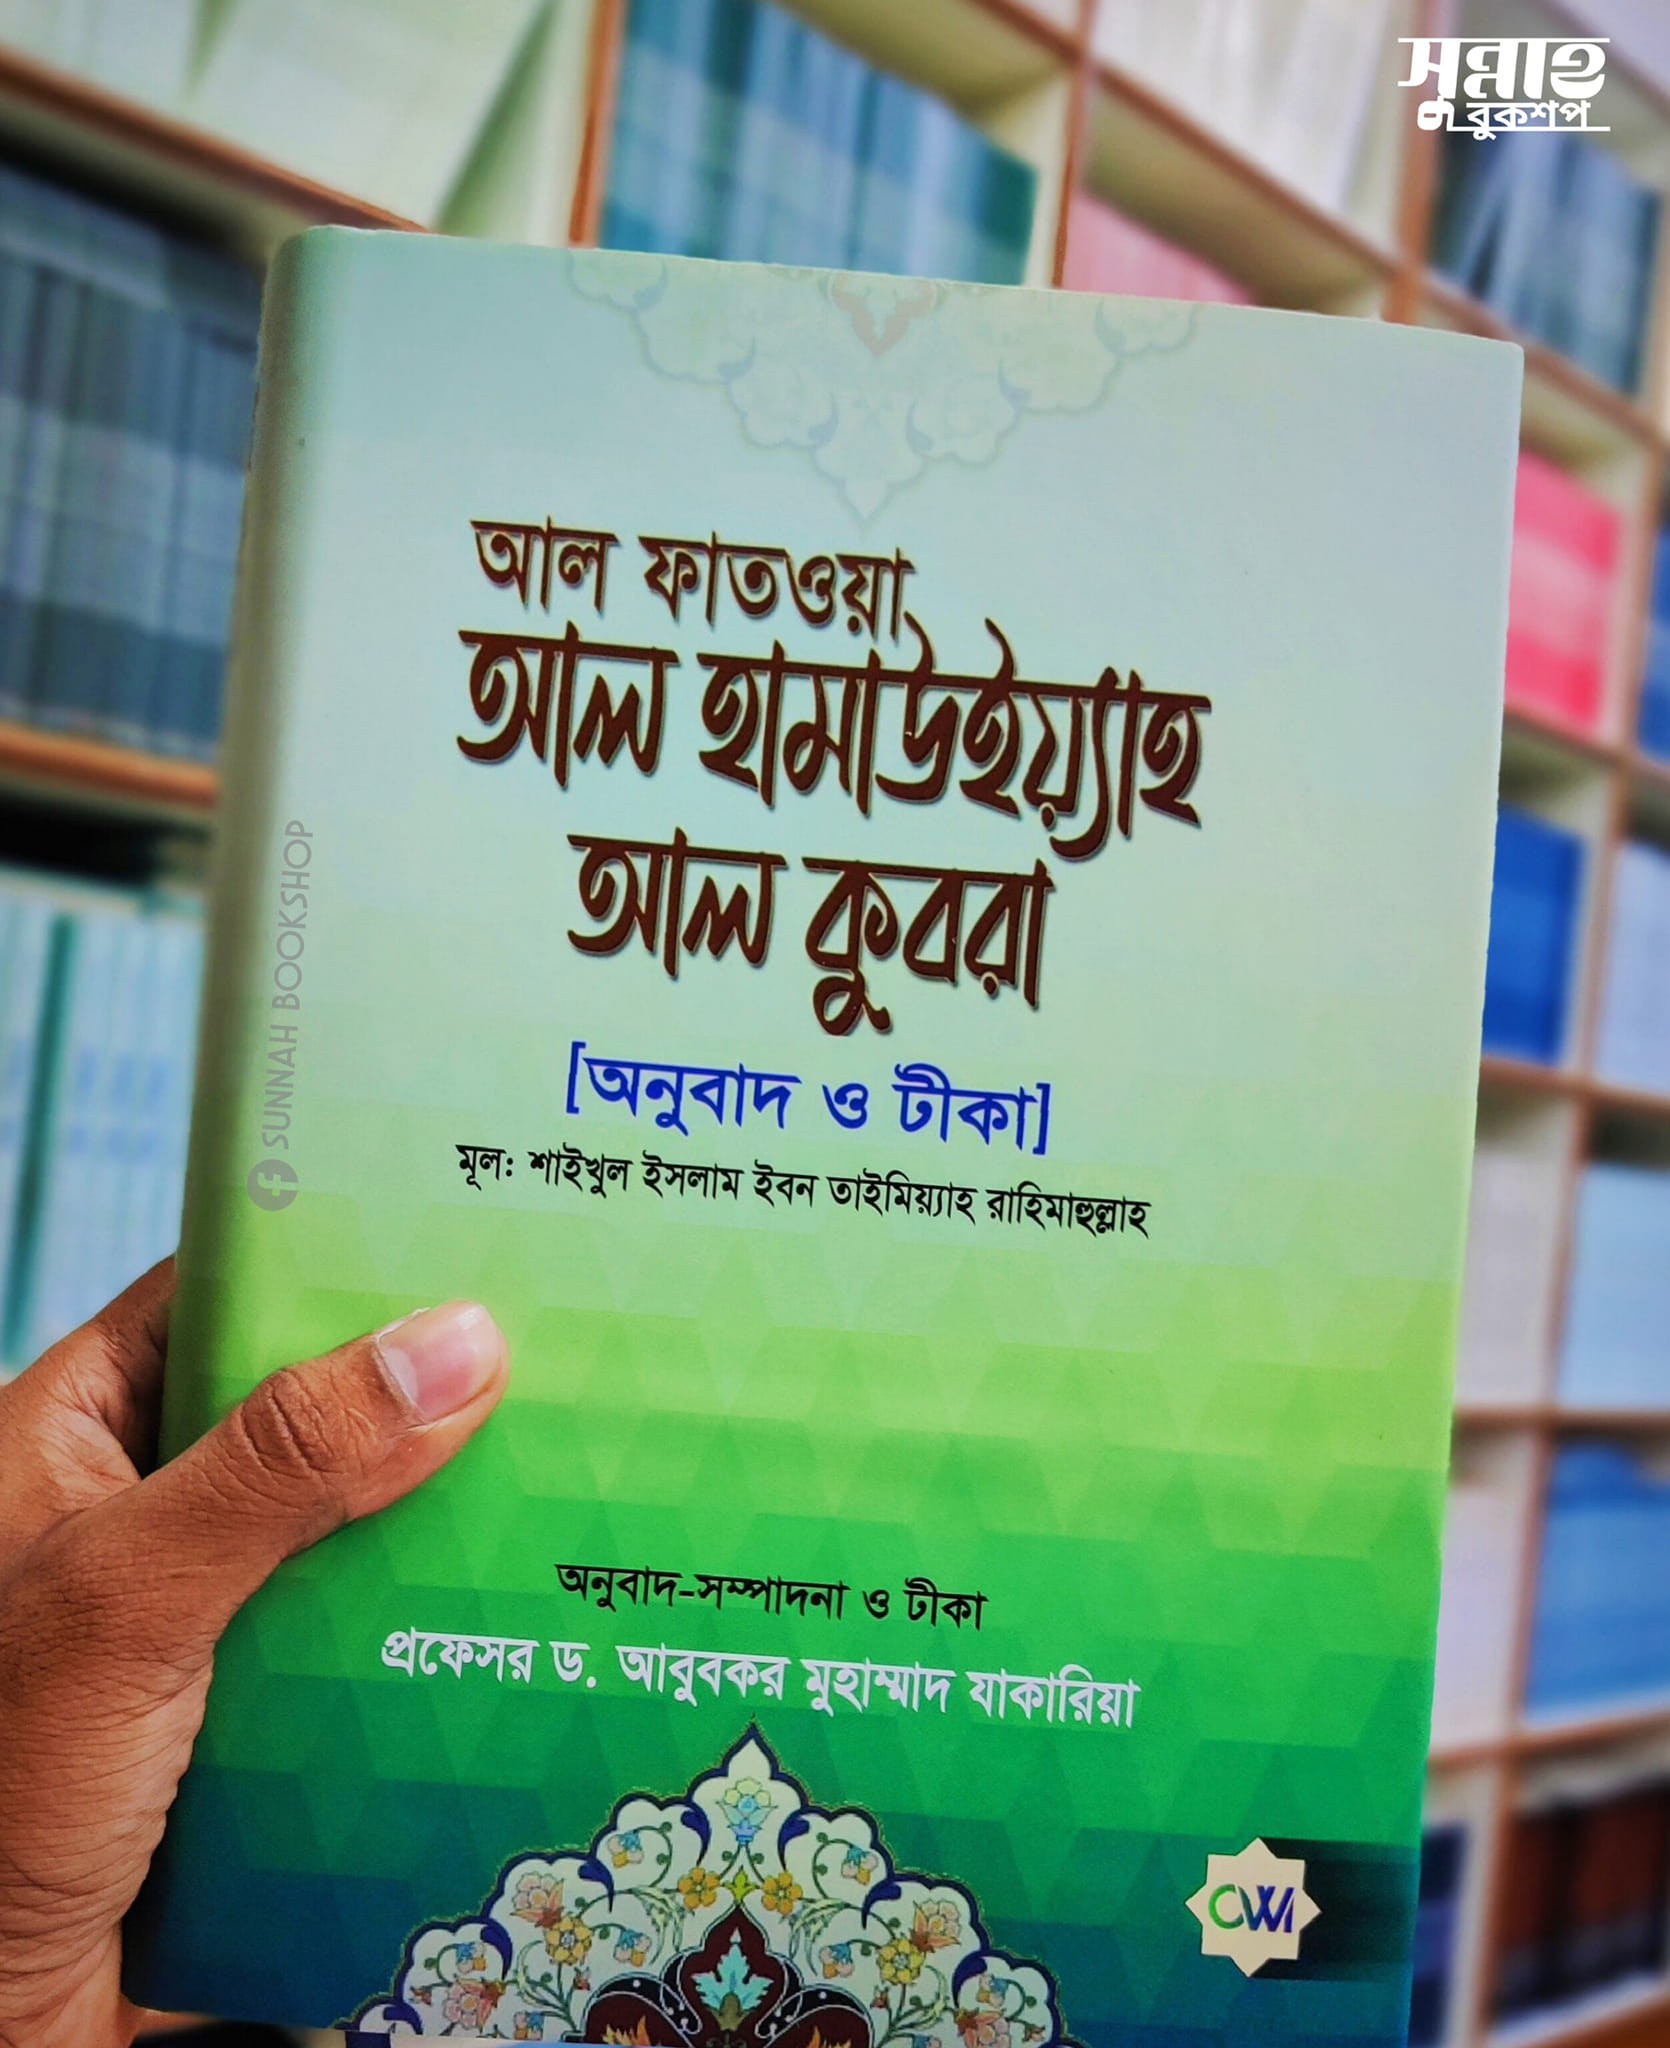 সুন্নাহ
বুকশপ
আল ফাতওয়া
আল হামাউইয়্যাহ
আল কুবরা
[অনুবাদ ও টীকা]
মূল: শাইখুল ইসলাম ইবন তাইমিয়্যাহ রাহিমাহুল্লাহ
SUNNAH BOOKSHOP
অনুবাদ-সম্পাদনা ও টীকা
প্রফেসর ড. আবুবকর মুহাম্মাদ যাকারিয়া